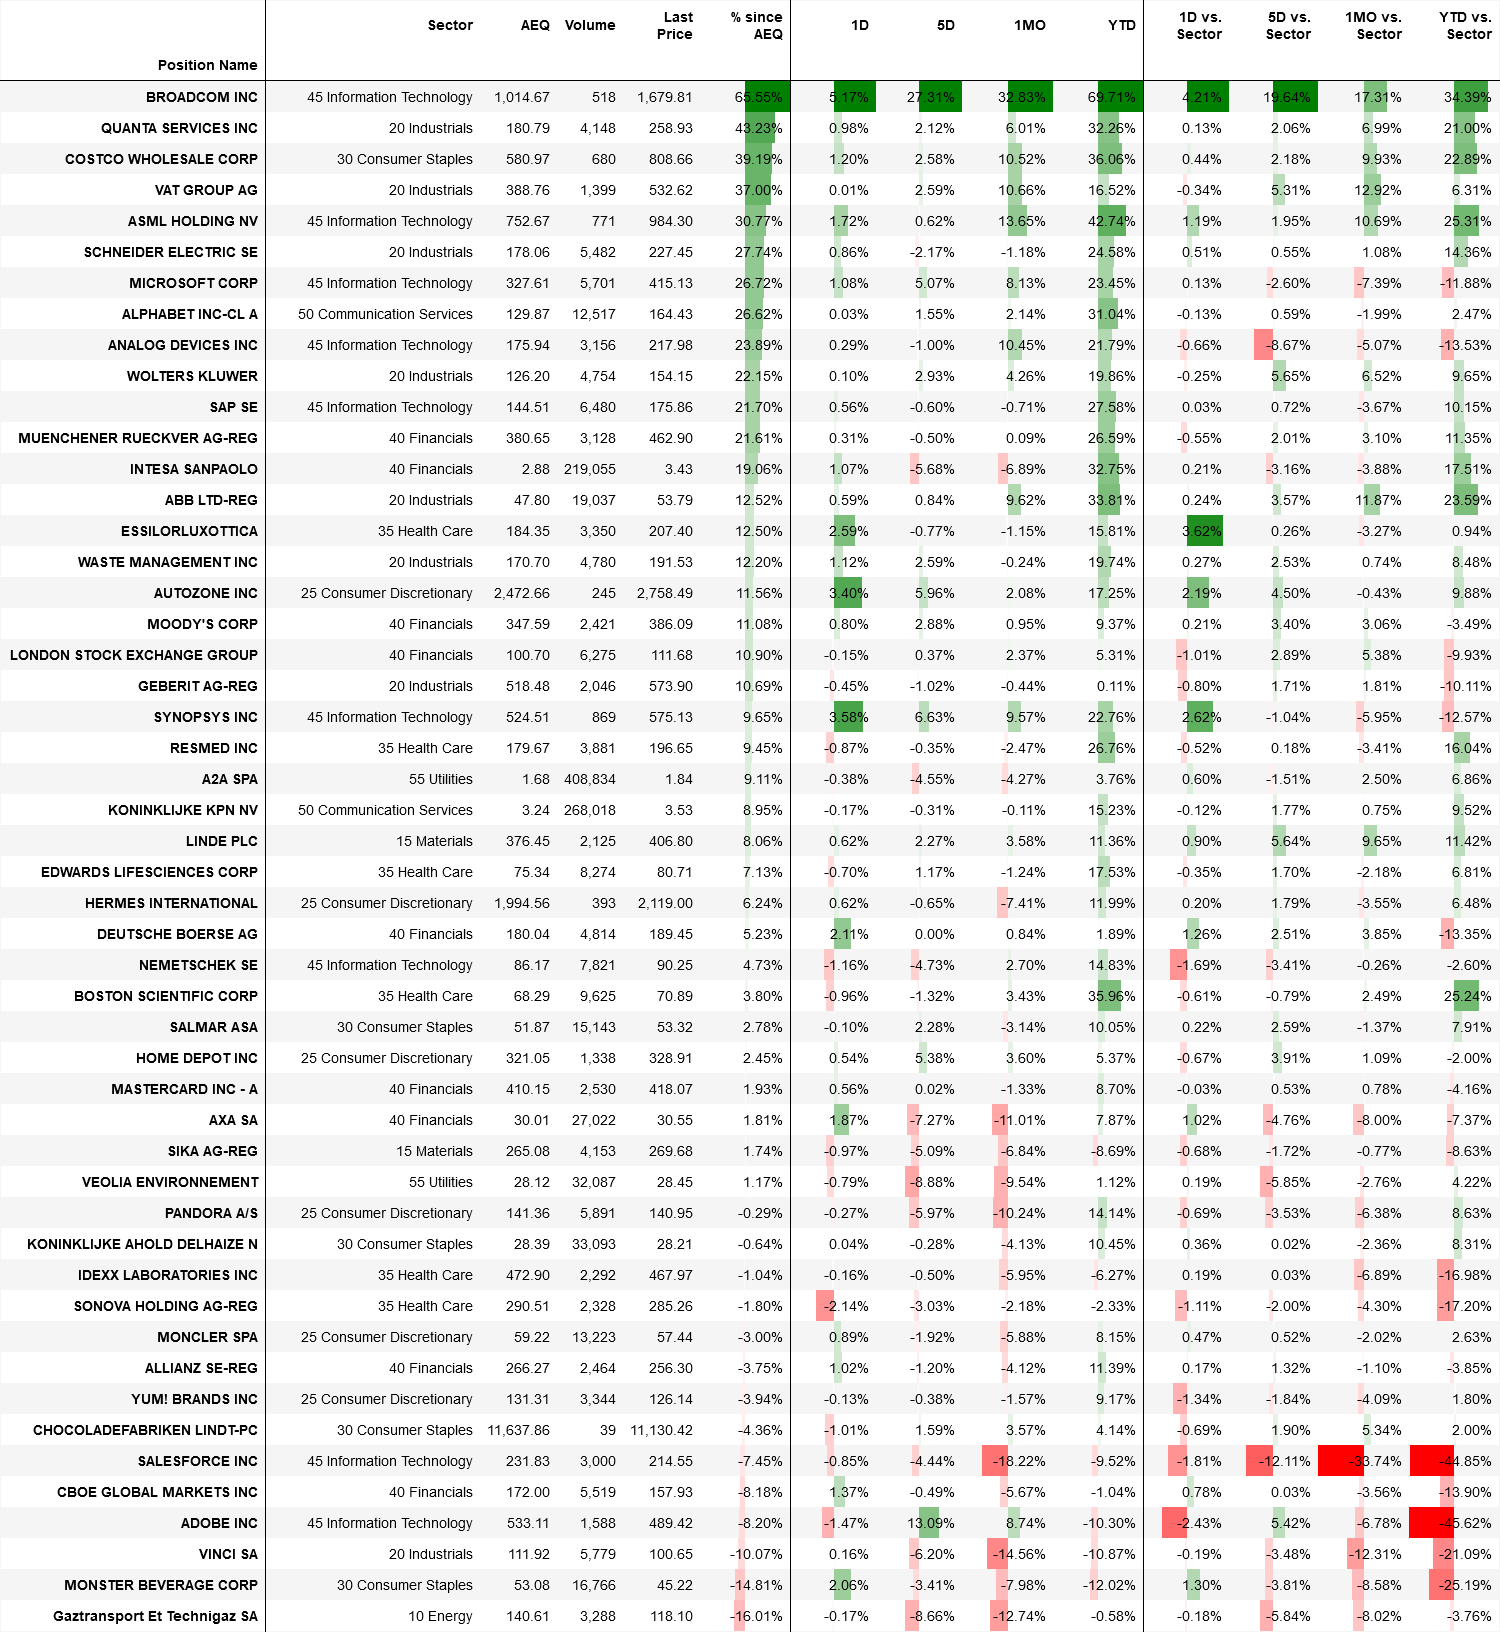 Position Name Sector AEQ Volume Last Price % since AEQ 1D 5D 1MO YTD 1D vs. Sector 5D vs. Sector 1MO vs. Sector YTD vs. Sector
BROADCOM INC 45 Information Technology 1,014.67 518 1,679.81 65.55% 5.17% 27.31% 32.83% 69.71% 4.21% 19.64% 17.31% 34.39%
QUANTA SERVICES INC 20 Industrials 180.79 4,148 258.93 43.23% 0.98% 2.12% 6.01% 32.26% 0.13% 2.06% 6.99% 21.00%
COSTCO WHOLESALE CORP 30 Consumer Staples 580.97 680 808.66 39.19% 1.20% 2.58% 10.52% 36.06% 0.44% 2.18% 9.93% 22.89%
VAT GROUP AG 20 Industrials 388.76 1,399 532.62 37.00% 0.01% 2.59% 10.66% 16.52% -0.34% 5.31% 12.92% 6.31%
ASML HOLDING NV 45 Information Technology 752.67 771 984.30 30.77% 1.72% 0.62% 13.65% 42.74% 1.19% 1.95% 10.69% 25.31%
SCHNEIDER ELECTRIC SE 20 Industrials 178.06 5,482 227.45 27.74% 0.86% -2.17% -1.18% 24.58% 0.51% 0.55% 1.08% 14.36%
MICROSOFT CORP 45 Information Technology 327.61 5,701 415.13 26.72% 1.08% 5.07% 8.13% 23.45% 0.13% -2.60% -7.39% -11.88%
ALPHABET INC-CL A 50 Communication Services 129.87 12,517 164.43 26.62% 0.03% 1.55% 2.14% 31.04% -0.13% 0.59% -1.99% 2.47%
ANALOG DEVICES INC 45 Information Technology 175.94 3,156 217.98 23.89% 0.29% -1.00% 10.45% 21.79% -0.66% -8.67% -5.07% -13.53%
WOLTERS KLUWER 20 Industrials 126.20 4,754 154.15 22.15% 0.10% 2.93% 4.26% 19.86% -0.25% 5.65% 6.52% 9.65%
SAP SE 45 Information Technology 144.51 6,480 175.86 21.70% 0.56% -0.60% -0.71% 27.58% 0.03% 0.72% -3.67% 10.15%
MUENCHENER RUECKVER AG-REG 40 Financials 380.65 3,128 462.90 21.61% 0.31% -0.50% 0.09% 26.59% -0.55% 2.01% 3.10% 11.35%
INTESA SANPAOLO 40 Financials 2.88 219,055 3.43 19.06% 1.07% -5.68% -6.89% 32.75% 0.21% -3.16% -3.88% 17.51%
ABB LTD-REG 20 Industrials 47.80 19,037 53.79 12.52% 0.59% 0.84% 9.62% 33.81% 0.24% 3.57% 11.87% 23.59%
ESSILORLUXOTTICA 35 Health Care 184.35 3,350 207.40 12.50% 2.59% -0.77% -1.15% 15.81% 3.62% 0.26% -3.27% 0.94%
WASTE MANAGEMENT INC 20 Industrials 170.70 4,780 191.53 12.20% 1.12% 2.59% -0.24% 19.74% 0.27% 2.53% 0.74% 8.48%
AUTOZONE INC 25 Consumer Discretionary 2,472.66 245 2,758.49 11.56% 3.40% 5.96% 2.08% 17.25% 2.19% 4.50% -0.43% 9.88%
MOODY'S CORP 40 Financials 347.59 2,421 386.09 11.08% 0.80% 2.88% 0.95% 9.37% 0.21% 3.40% 3.06% -3.49%
LONDON STOCK EXCHANGE GROUP 40 Financials 100.70 6,275 111.68 10.90% -0.15% 0.37% 2.37% 5.31% -1.01% 2.89% 5.38% -9.93%
GEBERIT AG-REG 20 Industrials 518.48 2,046 573.90 10.69% -0.45% -1.02% -0.44% 0.11% -0.80% 1.71% 1.81% -10.11%
SYNOPSYS INC 45 Information Technology 524.51 869 575.13 9.65% 3.58% 6.63% 9.57% 22.76% 2.62% -1.04% -5.95% -12.57%
RESMED INC 35 Health Care 179.67 3,881 196.65 9.45% -0.87% -0.35% -2.47% 26.76% -0.52% 0.18% -3.41% 16.04%
A2A SPA 55 Utilities 1.68 408,834 1.84 9.11% -0.38% -4.55% -4.27% 3.76% 0.60% -1.51% 2.50% 6.86%
KONINKLIJKE KPN NV 50 Communication Services 3.24 268,018 3.53 8.95% -0.17% -0.31% -0.11% 15.23% -0.12% 1.77% 0.75% 9.52%
LINDE PLC 15 Materials 376.45 2,125 406.80 8.06% 0.62% 2.27% 3.58% 11.36% 0.90% 5.64% 9.65% 11.42%
EDWARDS LIFESCIENCES CORP 35 Health Care 75.34 8,274 80.71 7.13% -0.70% 1.17% -1.24% 17.53% -0.35% 1.70% -2.18% 6.81%
HERMES INTERNATIONAL 25 Consumer Discretionary 1,994.56 393 2,119.00 6.24% 0.62% -0.65% -7.41% 11.99% 0.20% 1.79% -3.55% 6.48%
DEUTSCHE BOERSE AG 40 Financials 180.04 4,814 189.45 5.23% 2.11% 0.00% 0.84% 1.89% 1.26% 2.51% 3.85% -13.35%
NEMETSCHEK SE 45 Information Technology 86.17 7,821 90.25 4.73% -1.16% -4.73% 2.70% 14.83% -1.69% -3.41% -0.26% -2.60%
BOSTON SCIENTIFIC CORP 35 Health Care 68.29 9,625 70.89 3.80% -0.96% -1.32% 3.43% 35.96% -0.61% -0.79% 2.49% 25.24%
SALMAR ASA 30 Consumer Staples 51.87 15,143 53.32 2.78% -0.10% 2.28% -3.14% 10.05% 0.22% 2.59% -1.37% 7.91%
HOME DEPOT INC 25 Consumer Discretionary 321.05 1,338 328.91 2.45% 0.54% 5.38% 3.60% 5.37% -0.67% 3.91% 1.09% -2.00%
MASTERCARD INC - A 40 Financials 410.15 2,530 418.07 1.93% 0.56% 0.02% -1.33% 8.70% -0.03% 0.53% 0.78% -4.16%
AXA SA 40 Financials 30.01 27,022 30.55 1.81% 1.87% -7.27% -11.01% 7.87% 1.02% -4.76% -8.00% -7.37%
SIKA AG-REG 15 Materials 265.08 4,153 269.68 1.74% -0.97% -5.09% -6.84% -8.69% -0.68% -1.72% -0.77% -8.63%
VEOLIA ENVIRONNEMENT 55 Utilities 28.12 32,087 28.45 1.17% -0.79% -8.88% -9.54% 1.12% 0.19% -5.85% -2.76% 4.22%
PANDORA A/S 25 Consumer Discretionary 141.36 5,891 140.95 -0.29% -0.27% -5.97% -10.24% 14.14% -0.69% -3.53% -6.38% 8.63%
KONINKLIJKE AHOLD DELHAIZE N 30 Consumer Staples 28.39 33,093 28.21 -0.64% 0.04% -0.28% -4.13% 10.45% 0.36% 0.02% -2.36% 8.31%
IDEXX LABORATORIES INC 35 Health Care 472.90 2,292 467.97 -1.04% -0.16% -0.50% -5.95% -6.27% 0.19% 0.03% -6.89% -16.98%
SONOVA HOLDING AG-REG 35 Health Care 290.51 2,328 285.26 -1.80% -2.14% -3.03% -2.18% -2.33% -1.11% -2.00% -4.30% -17.20%
MONCLER SPA 25 Consumer Discretionary 59.22 13,223 57.44 -3.00% 0.89% -1.92% -5.88% 8.15% 0.47% 0.52% -2.02% 2.63%
ALLIANZ SE-REG 40 Financials 266.27 2,464 256.30 -3.75% 1.02% -1.20% -4.12% 11.39% 0.17% 1.32% -1.10% -3.85%
YUM! BRANDS INC 25 Consumer Discretionary 131.31 3,344 126.14 -3.94% -0.13% -0.38% -1.57% 9.17% -1.34% -1.84% -4.09% 1.80%
CHOCOLADEFABRIKEN LINDT-PC 30 Consumer Staples 11,637.86 39 11,130.42 -4.36% -1.01% 1.59% 3.57% 4.14% -0.69% 1.90% 5.34% 2.00%
SALESFORCE INC 45 Information Technology 231.83 3,000 214.55 -7.45% -0.85% -4.44% -18.22% -9.52% -1.81% -12.11% -33.74% -44.85%
CBOE GLOBAL MARKETS INC 40 Financials 172.00 5,519 157.93 -8.18% 1.37% -0.49% -5.67% -1.04% 0.78% 0.03% -3.56% -13.90%
ADOBE INC 45 Information Technology 533.11 1,588 489.42 -8.20% -1.47% 13.09% 8.74% -10.30% -2.43% 5.42% -6.78% -45.62%
VINCI SA 20 Industrials 111.92 5,779 100.65 -10.07% 0.16% -6.20% -14.56% -10.87% -0.19% -3.48% -12.31% -21.09%
MONSTER BEVERAGE CORP 30 Consumer Staples 53.08 16,766 45.22 -14.81% 2.06% -3.41% -7.98% -12.02% 1.30% -3.81% -8.58% -25.19%
Gaztransport Et Technigaz SA 10 Energy 140.61 3,288 118.10 -16.01% -0.17% -8.66% -12.74% -0.58% -0.18% -5.84% -8.02% -3.76%